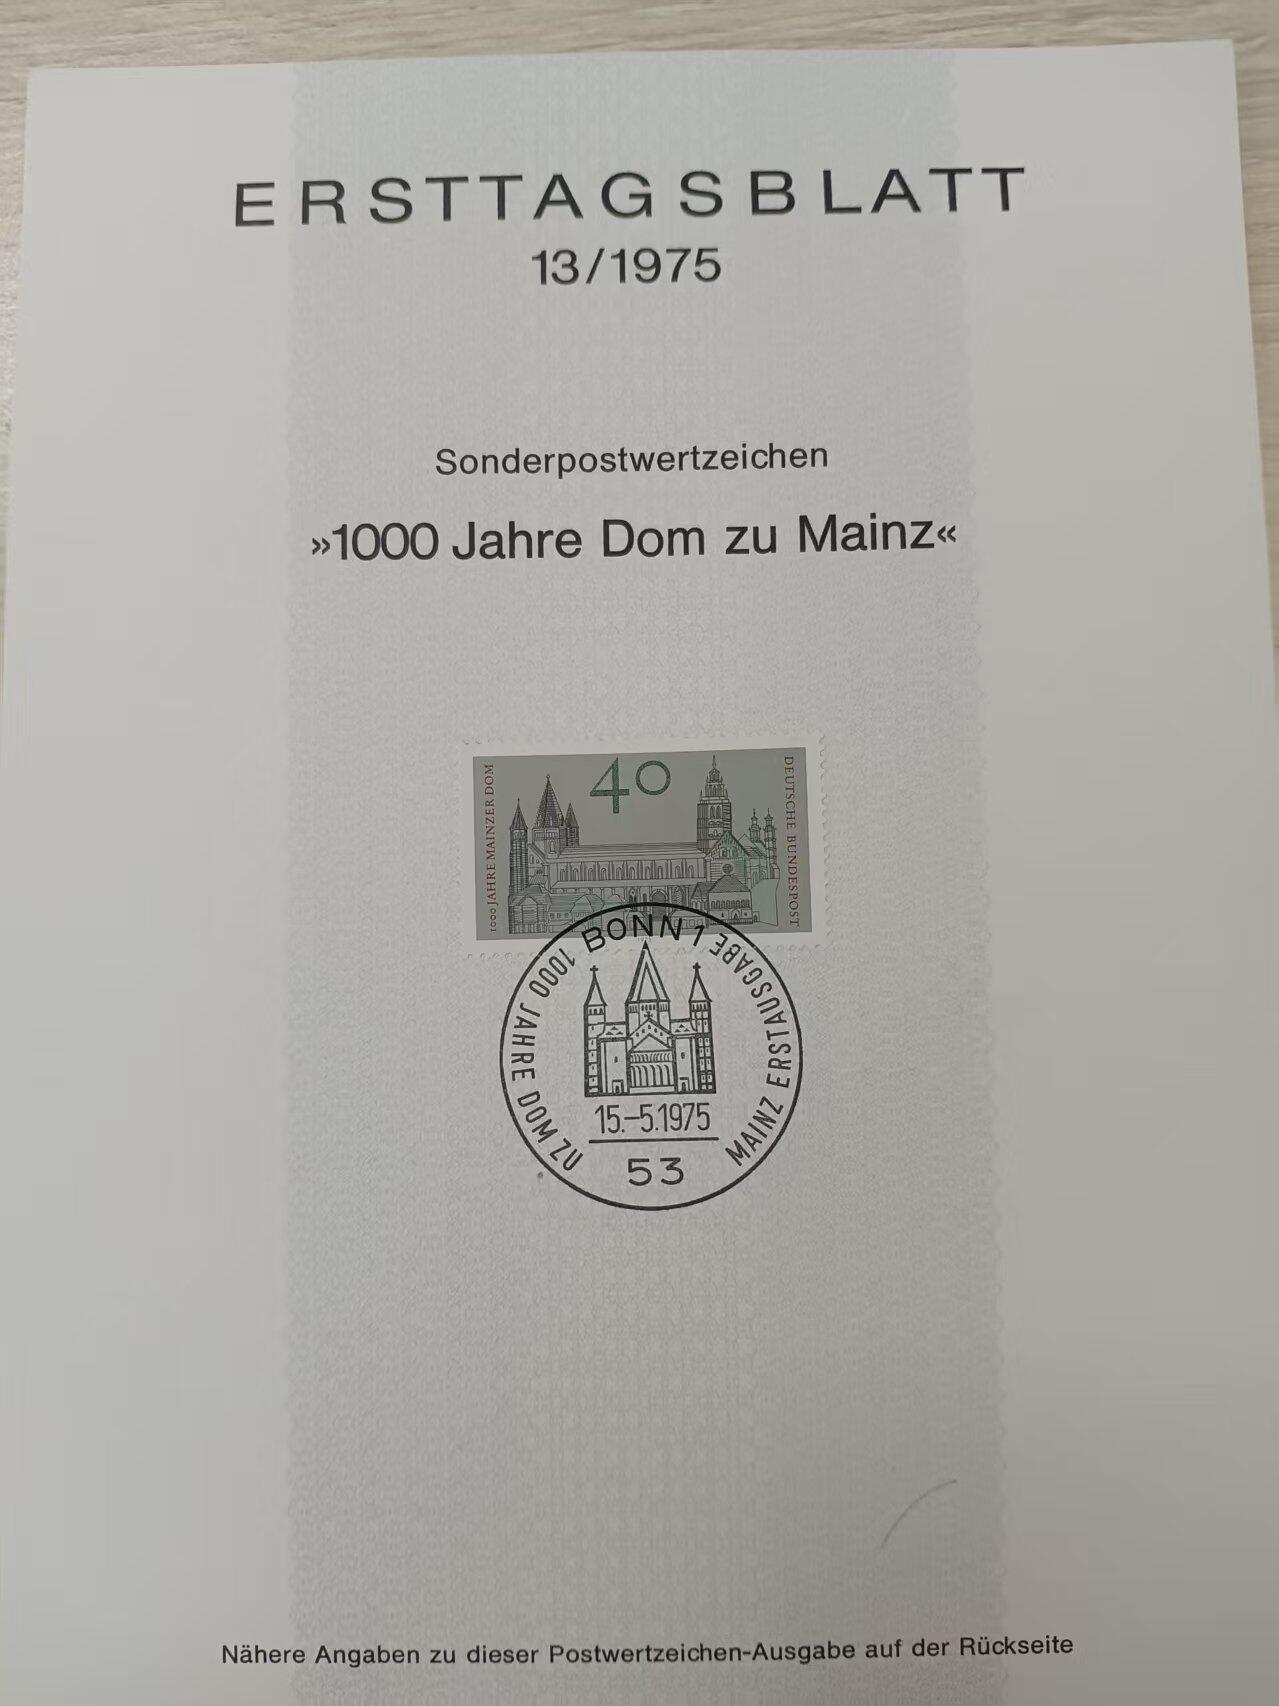 ERSTTAGSBLATT
13/1975
Sonderpostwertzeichen
»1000 Jahre Dom zu Mainz«
1000 JAHRE MAINZER DOM
40
DEUTSCHE BUNDESPOST
BONN 1
1000 JAHRE DOM ZU
MAINZ ERSTAUSGABE
15.-5.1975
53
Nähere Angaben zu dieser Postwertzeichen-Ausgabe auf der Rückseite